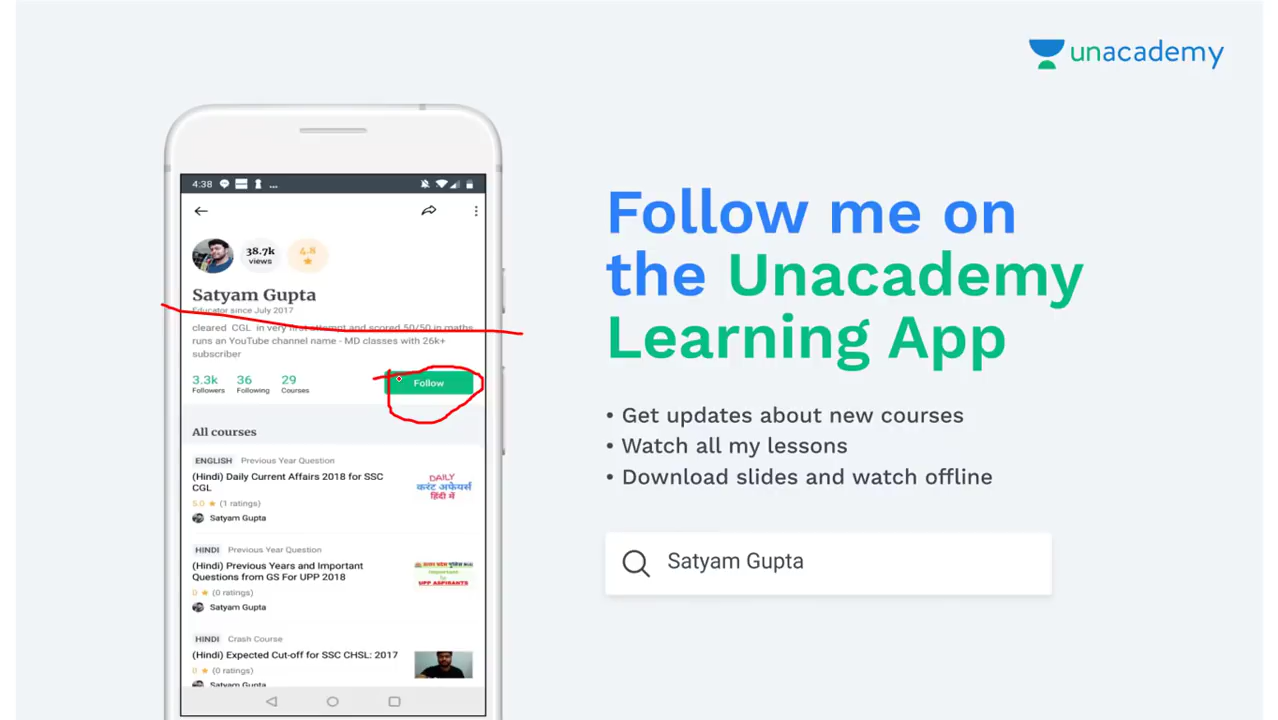 unacademy
4:38
...
38.7k
views
4.8
Satyam Gupta
Educator since July 2017
cleared CGL in very first attempt and scored 50/50 in maths
runs an YouTube channel name - MD classes with 26k+
subscriber
3.3k 36 29
Followers Following Courses
Follow
All courses
ENGLISH Previous Year Question
(Hindi) Daily Current Affairs 2018 for SSC
CGL
5.0 ★ (1 ratings)
Satyam Gupta
DAILY
करंट अफेयर्स
हिंदी में
HINDI Previous Year Question
(Hindi) Previous Years and Important
Questions from GS For UPP 2018
0 ★ (0 ratings)
Satyam Gupta
UPP ASPIRANTS
HINDI Crash Course
(Hindi) Expected Cut-off for SSC CHSL: 2017
0 ★ (0 ratings)
Satyam Gupta
Follow me on
the Unacademy
Learning App
• Get updates about new courses
• Watch all my lessons
• Download slides and watch offline
Satyam Gupta